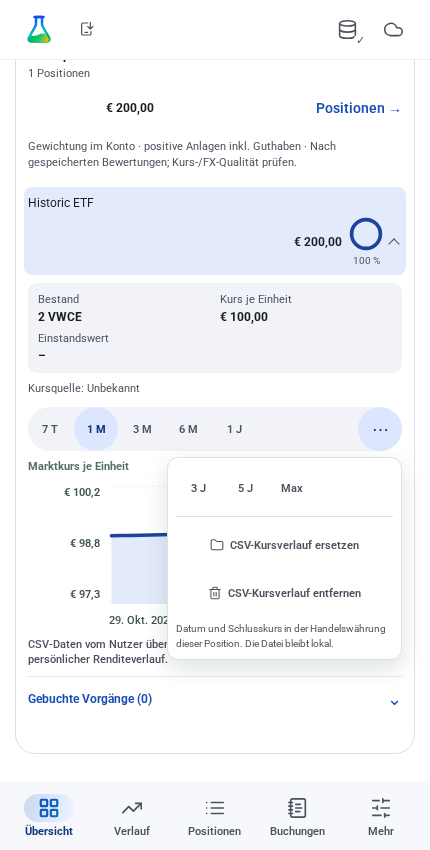 1 Positionen
€ 200,00
Positionen →
Gewichtung im Konto · positive Anlagen inkl. Guthaben · Nach
gespeicherten Bewertungen; Kurs-/FX-Qualität prüfen.
Historic ETF
€ 200,00
100 %
Bestand
Kurs je Einheit
2 VWCE
€ 100,00
Einstandswert
–
Kursquelle: Unbekannt
7 T 1 M 3 M 6 M 1 J ...
Marktkurs je Einheit
3 J 5 J Max
€ 100,2
€ 98,8
€ 97,3
CSV-Kursverlauf ersetzen
CSV-Kursverlauf entfernen
Datum und Schlusskurs in der Handelswährung
dieser Position. Die Datei bleibt lokal.
29. Okt. 202
CSV-Daten vom Nutzer über
persönlicher Renditeverlauf.
Gebuchte Vorgänge (0)
Übersicht
Verlauf
Positionen
Buchungen
Mehr